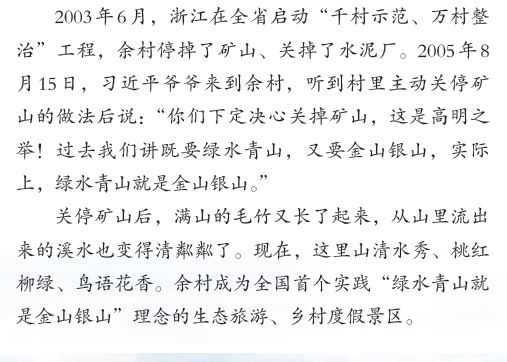 2003年6月，浙江在全省启动“千村示范、万村整
治”工程，余村停掉了矿山、关掉了水泥厂。2005年8
月15日，习近平爷爷来到余村，听到村里主动关停矿
山的做法后说：“你们下定决心关掉矿山，这是高明之
举！过去我们讲既要绿水青山，又要金山银山，实际
上，绿水青山就是金山银山。”
关停矿山后，满山的毛竹又长了起来，从山里流出
来的溪水也变得清粼粼了。现在，这里山清水秀、桃红
柳绿、鸟语花香。余村成为全国首个实践“绿水青山就
是金山银山”理念的生态旅游、乡村度假景区。